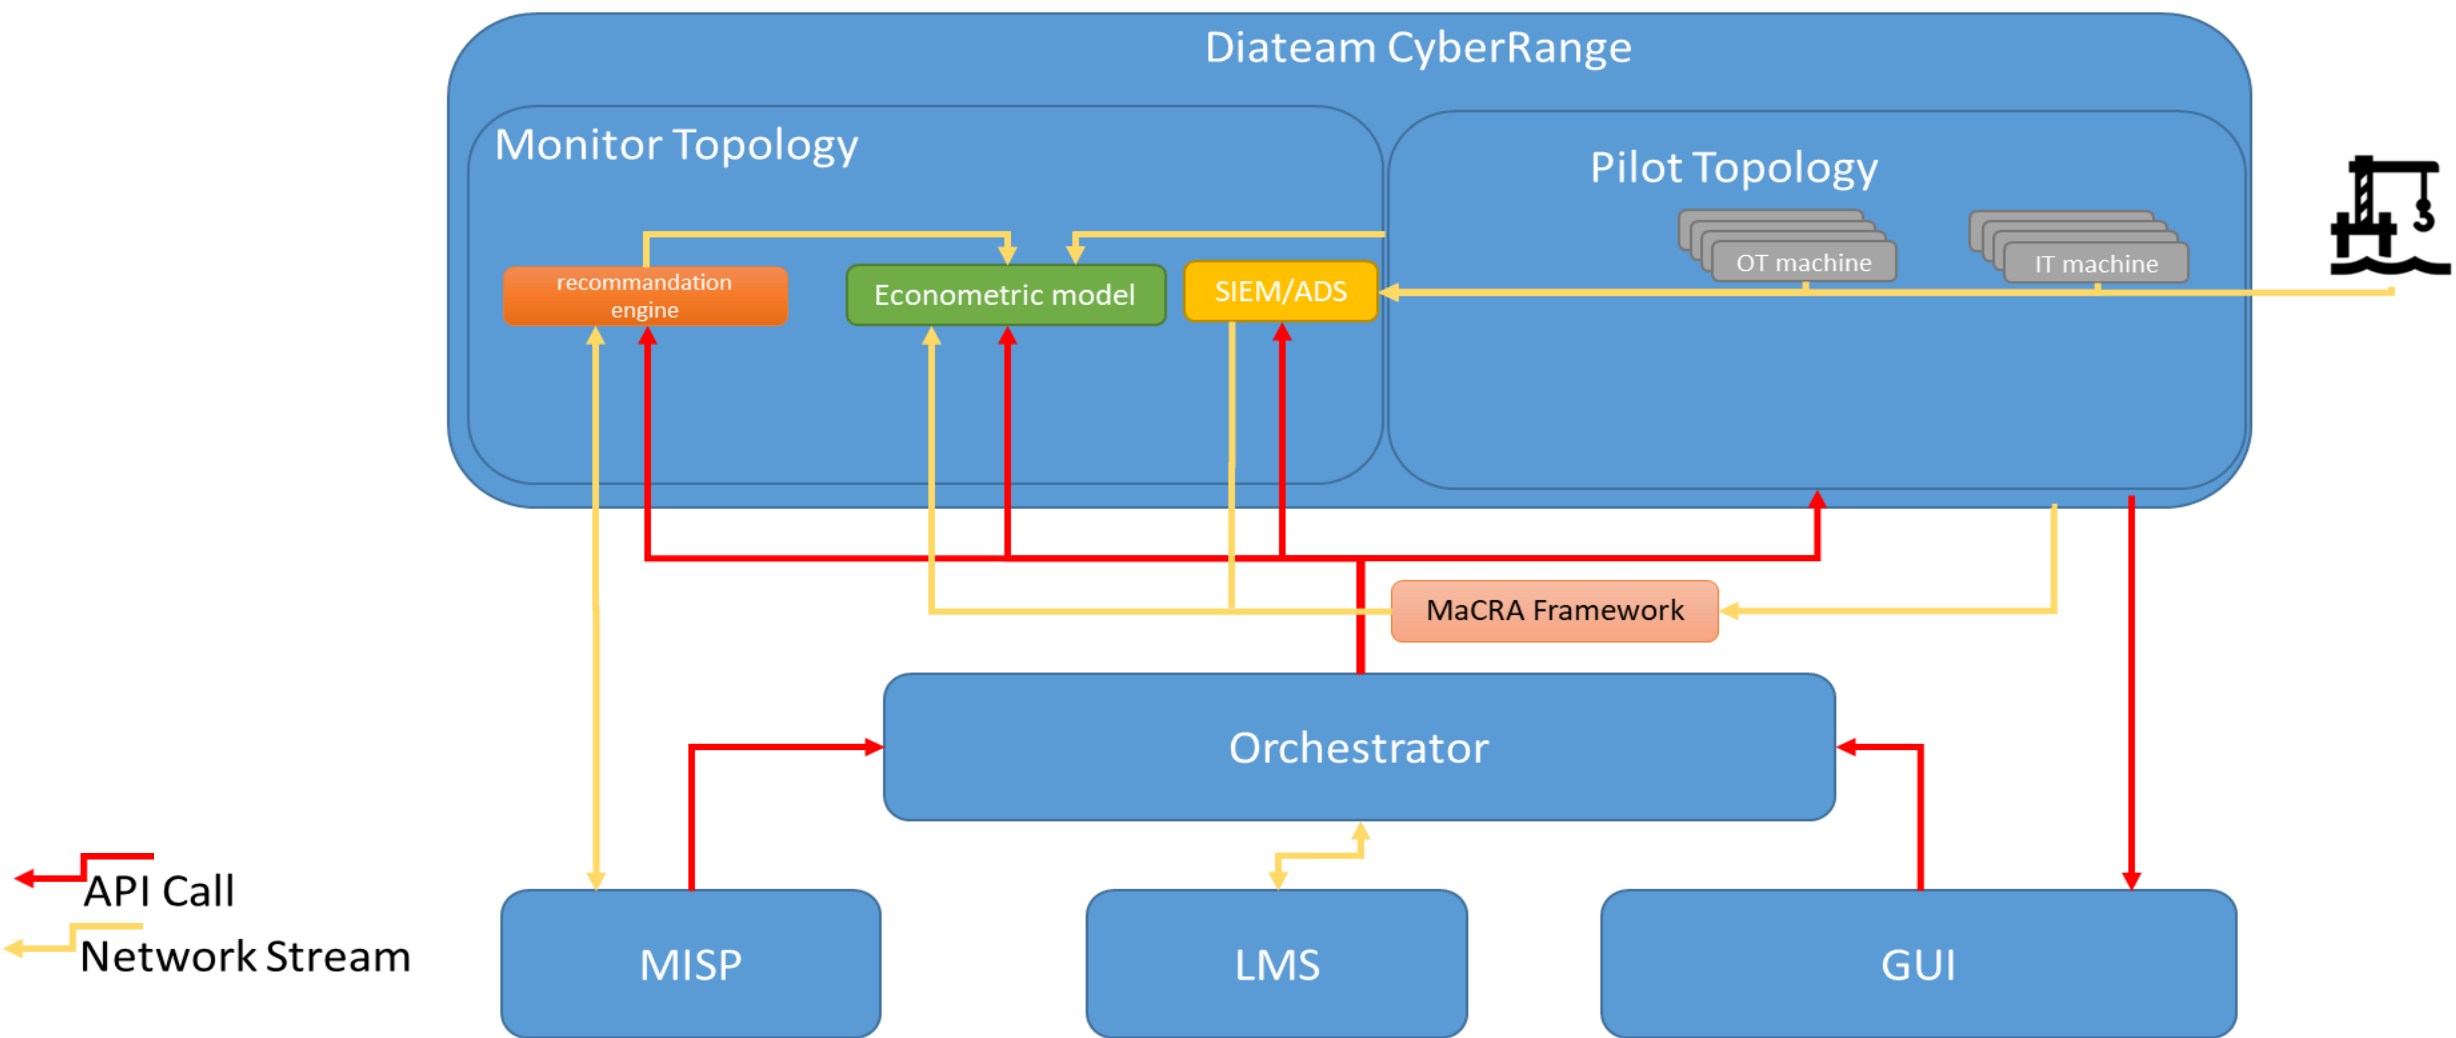 Diateam CyberRange
Monitor Topology
Pilot Topology
OT machine
IT machine
recommandation
engine
Econometric model
SIEM/ADS
MaCRA Framework
Orchestrator
API Call
Network Stream
MISP
LMS
GUI